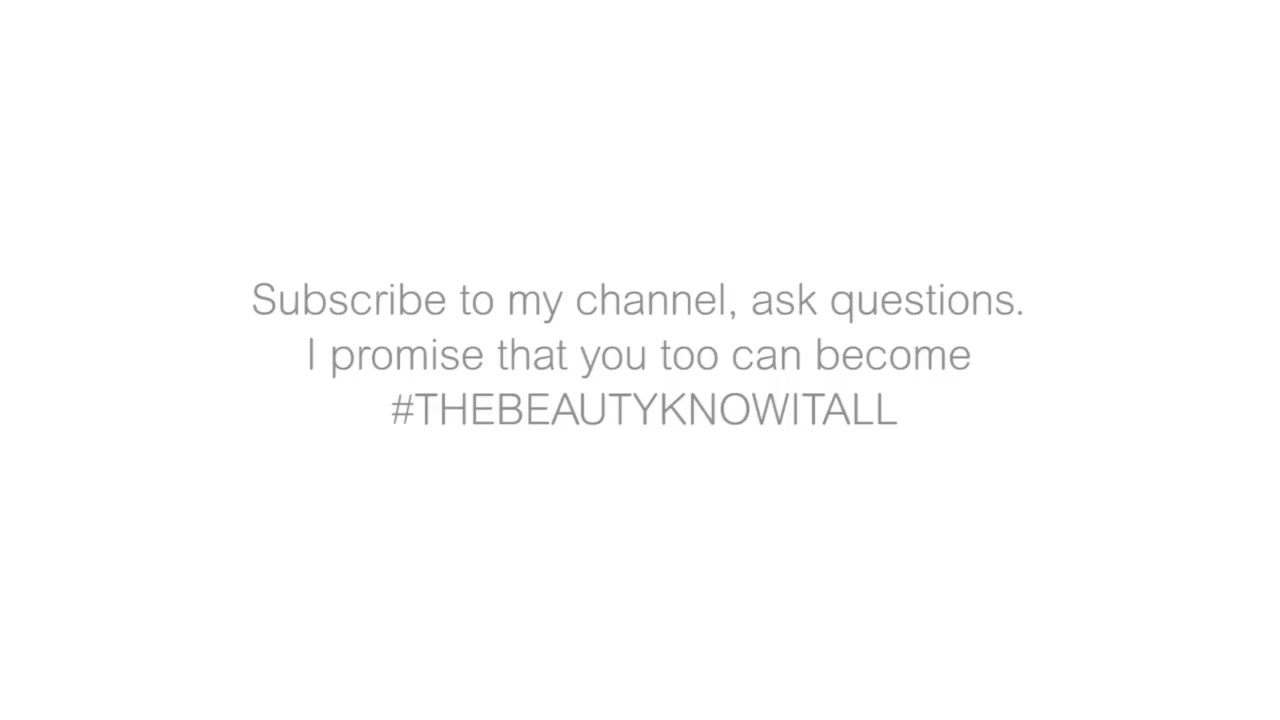 Subscribe to my channel, ask questions.
I promise that you too can become
#THEBEAUTYKNOWITALL